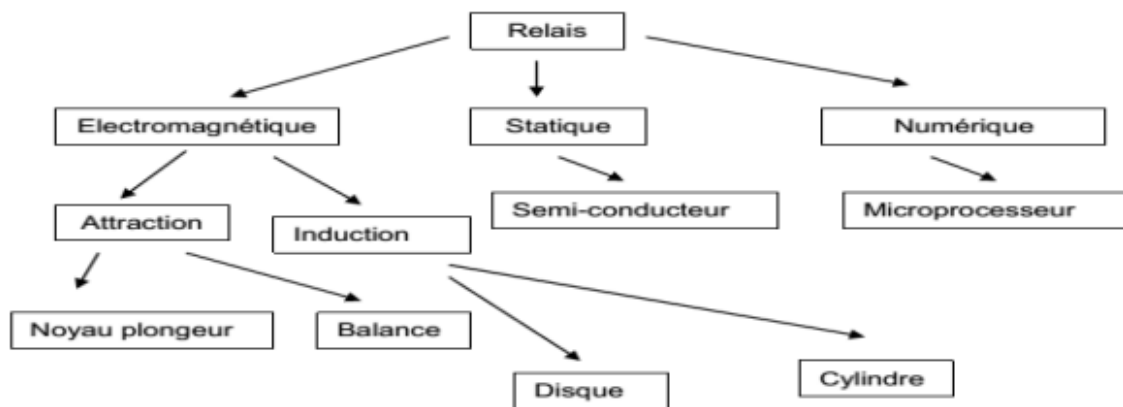 Relais
Electromagnétique
Statique
Numérique
Attraction
Induction
Semi-conducteur
Microprocesseur
Noyau plongeur
Balance
Disque
Cylindre